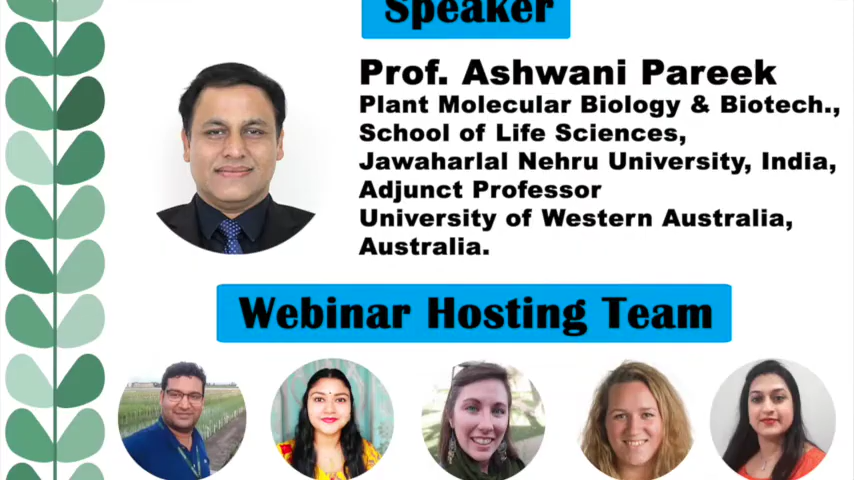 Speaker
Prof. Ashwani Pareek
Plant Molecular Biology & Biotech.,
School of Life Sciences,
Jawaharlal Nehru University, India,
Adjunct Professor
University of Western Australia,
Australia.
Webinar Hosting Team